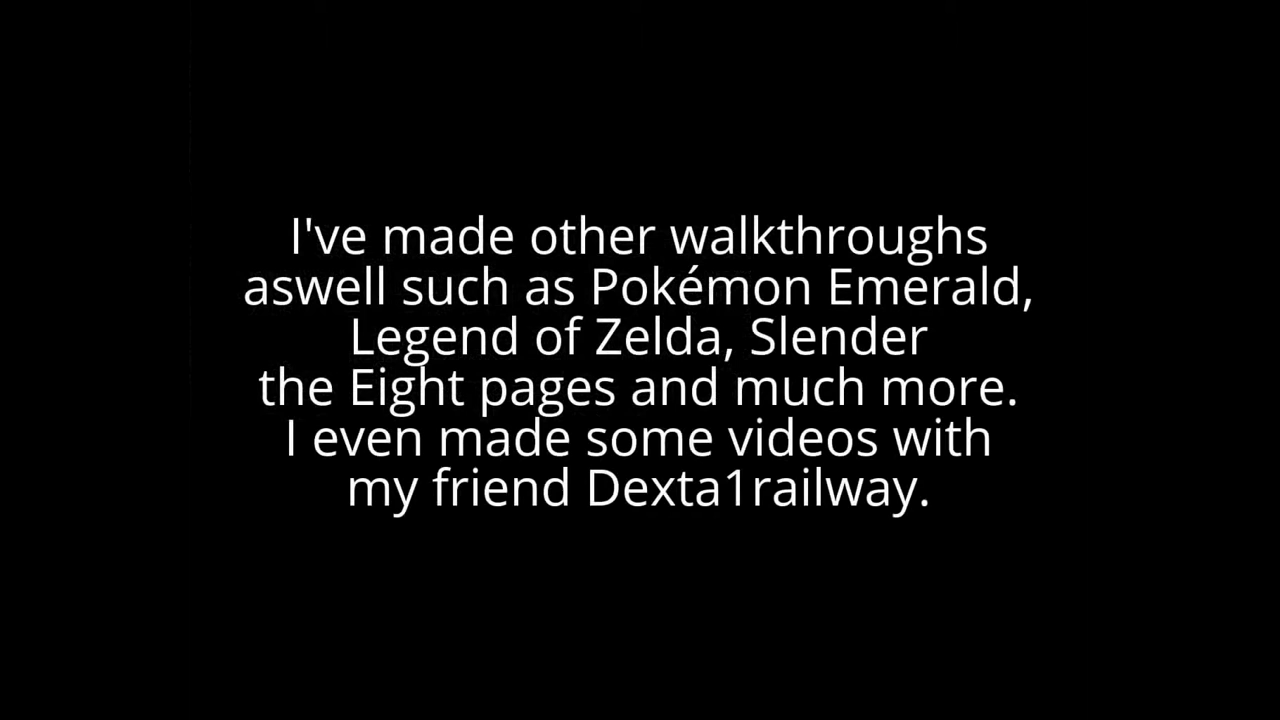 I've made other walkthroughs
aswell such as Pokémon Emerald,
Legend of Zelda, Slender
the Eight pages and much more.
I even made some videos with
my friend Dexta1railway.